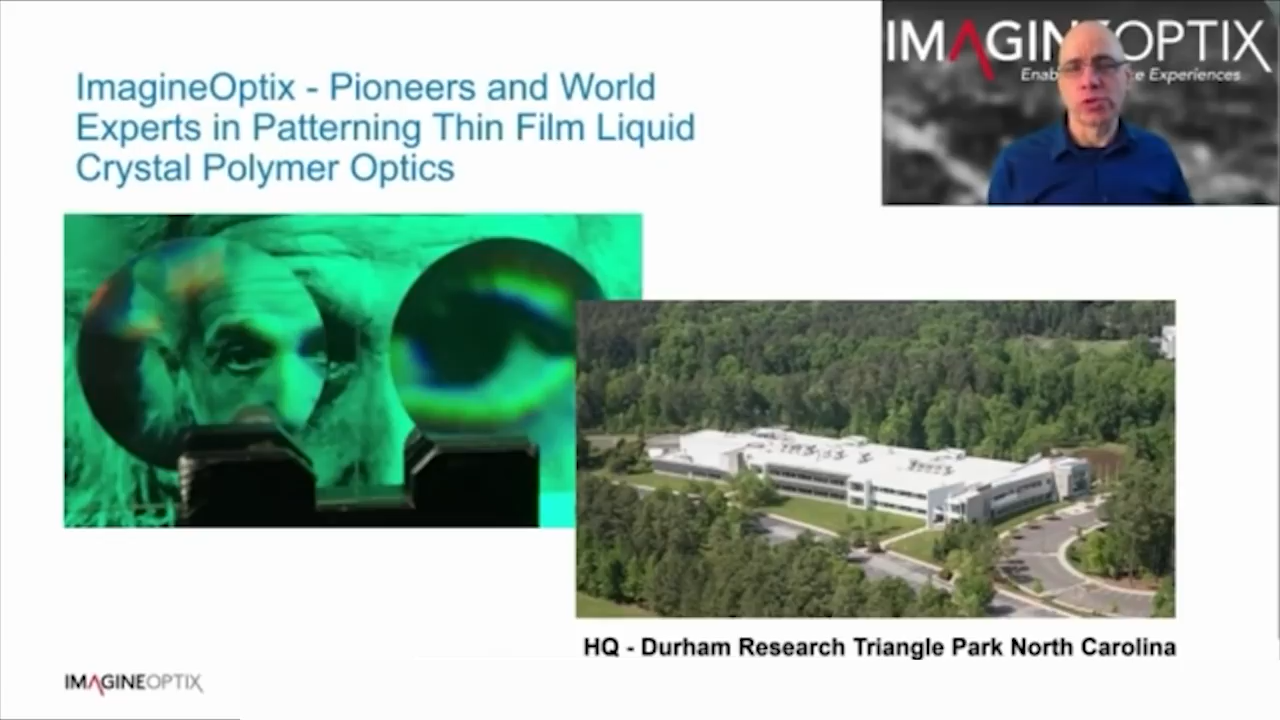 ImagineOptix - Pioneers and World
Experts in Patterning Thin Film Liquid
Crystal Polymer Optics
IMAGINEOPTIX
Experiences
HQ - Durham Research Triangle Park North Carolina
IMAGINEOPTIX